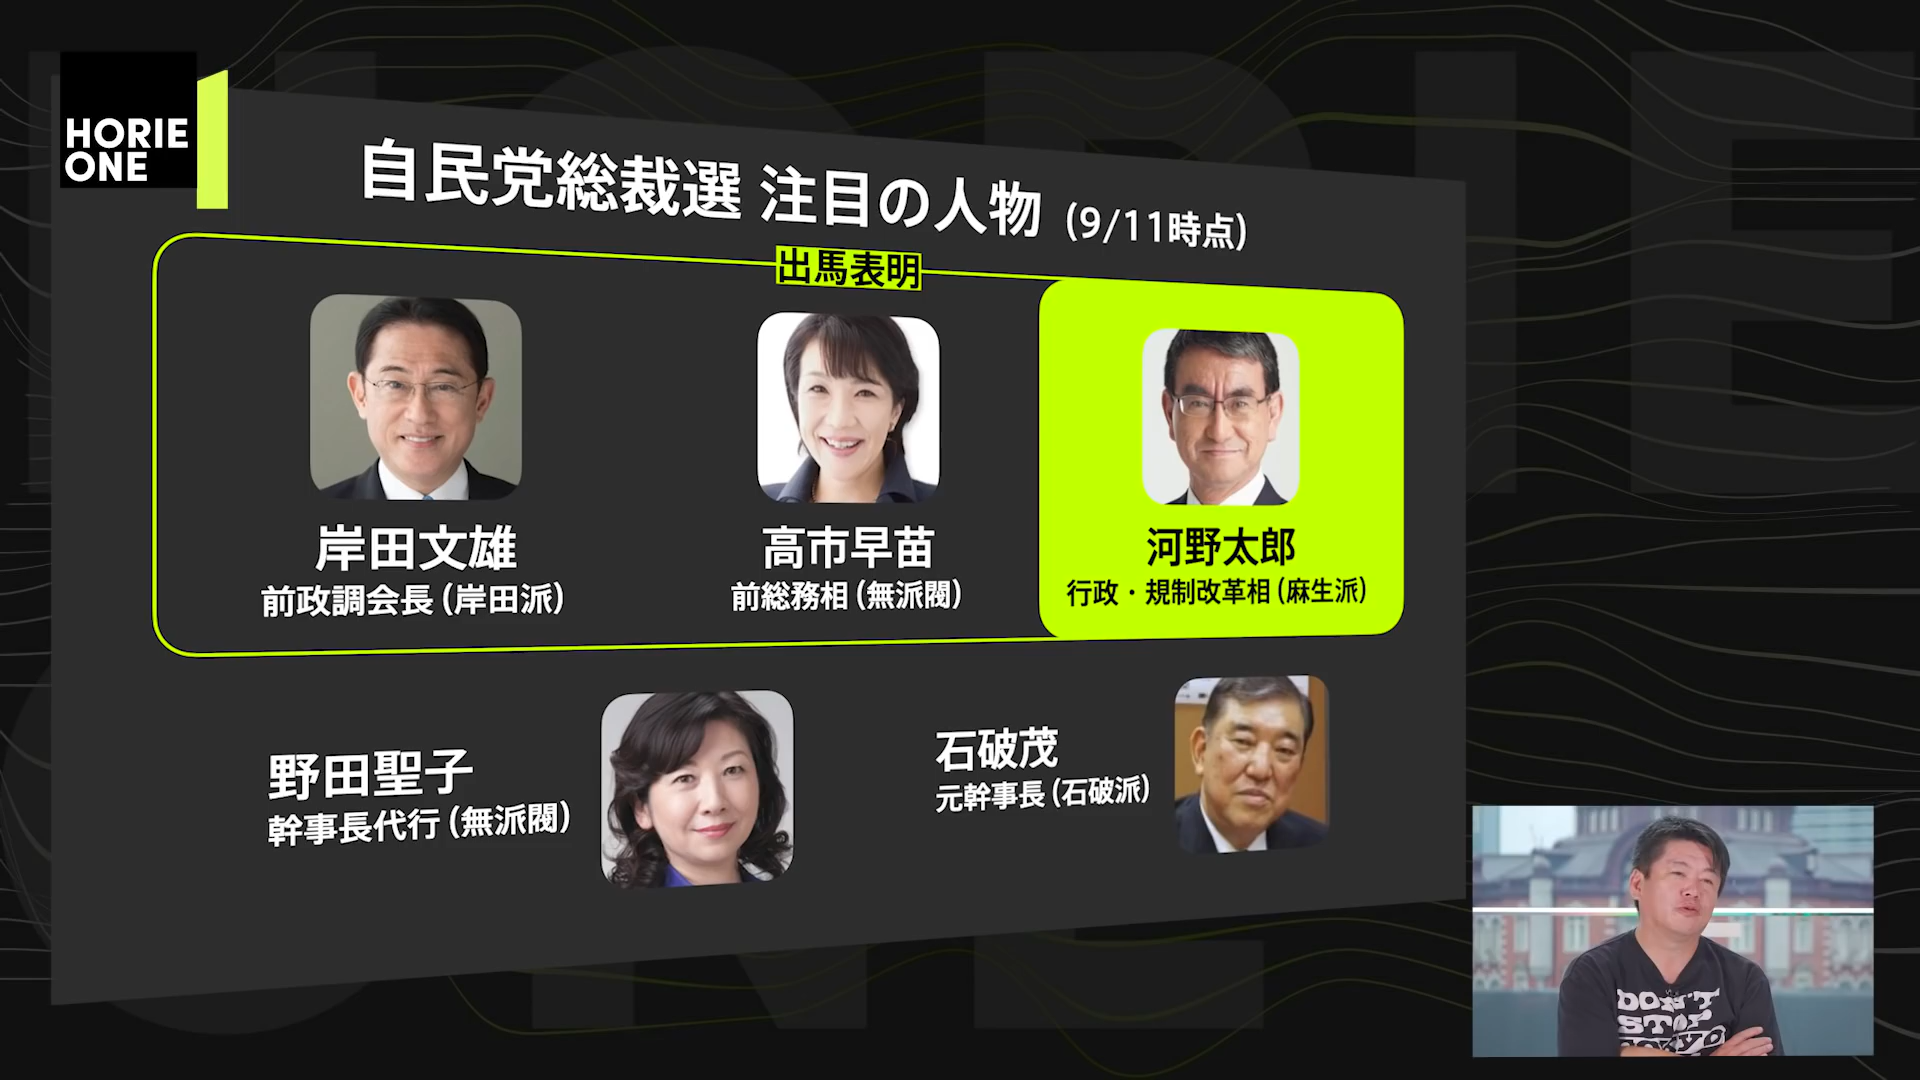 HORIE
ONE
自民党総裁選 注目の人物 (9/11時点)
出馬表明
岸田文雄
前政調会長(岸田派)
高市早苗
前総務相(無派閥)
河野太郎
行政・規制改革相(麻生派)
野田聖子
幹事長代行(無派閥)
石破茂
元幹事長(石破派)
DON'T
STOP
TOKYO